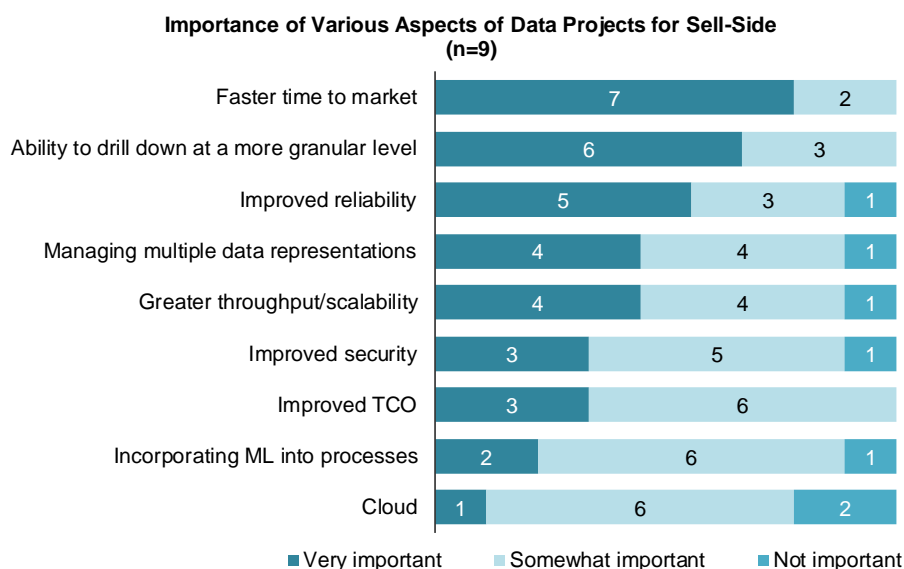 Importance of Various Aspects of Data Projects for Sell-Side
(n=9)
Faster time to market 7 2
Ability to drill down at a more granular level 6 3
Improved reliability 5 3 1
Managing multiple data representations 4 4 1
Greater throughput/scalability 4 4 1
Improved security 3 5 1
Improved TCO 3 6
Incorporating ML into processes 2 6 1
Cloud 1 6 2
Very important Somewhat important Not important